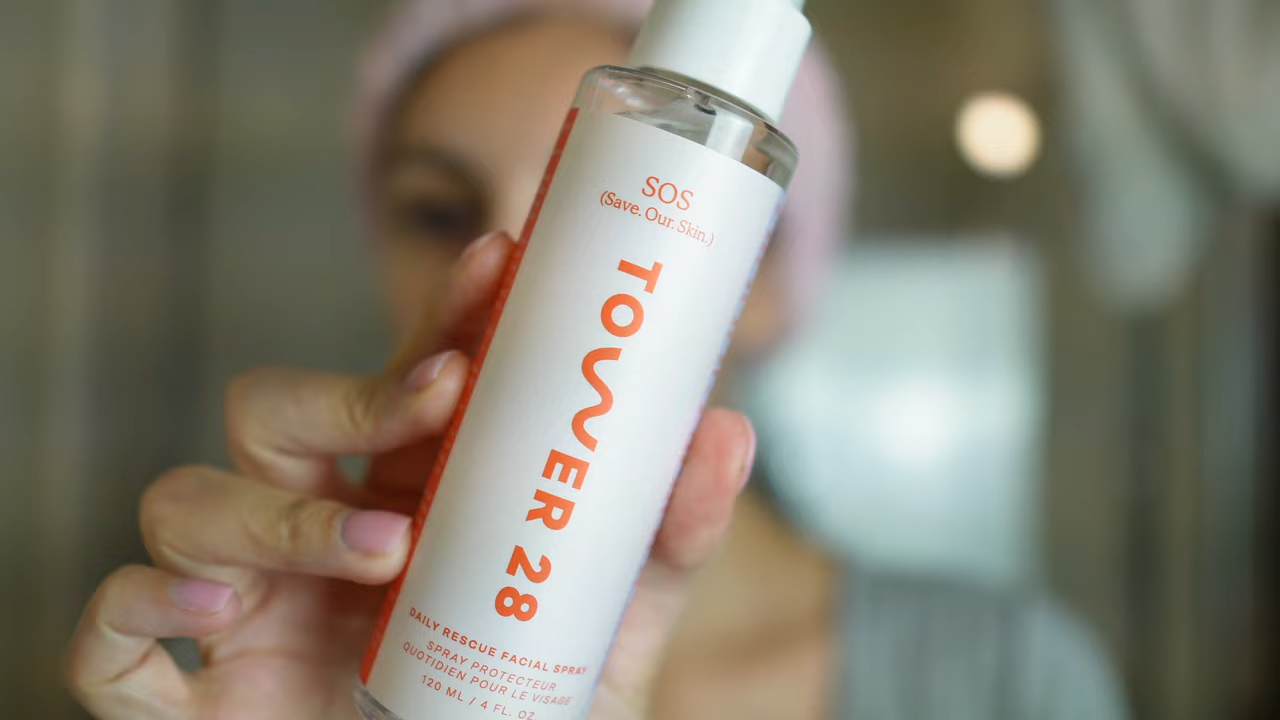 SOS
(Save. Our. Skin.)
TOWER 28
DAILY RESCUE FACIAL SPRAY
SPRAY PROTECTEUR
QUOTIDIEN POUR LE VISAGE
120 ML / 4 FL. OZ